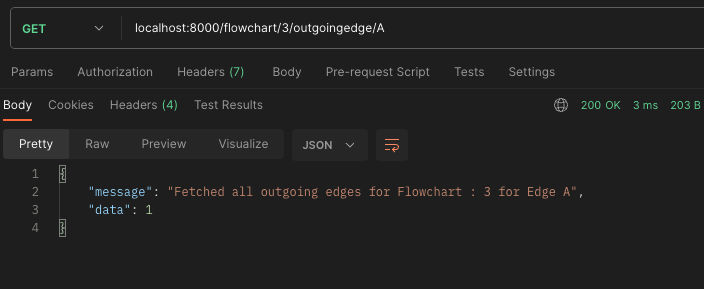 GET localhost:8000/flowchart/3/outgoingedge/A
Params Authorization Headers (7) Body Pre-request Script Tests Settings
Body Cookies Headers (4) Test Results 200 OK 3 ms 203 B
Pretty Raw Preview Visualize JSON
1 {
2 "message": "Fetched all outgoing edges for Flowchart : 3 for Edge A",
3 "data": 1
4 }